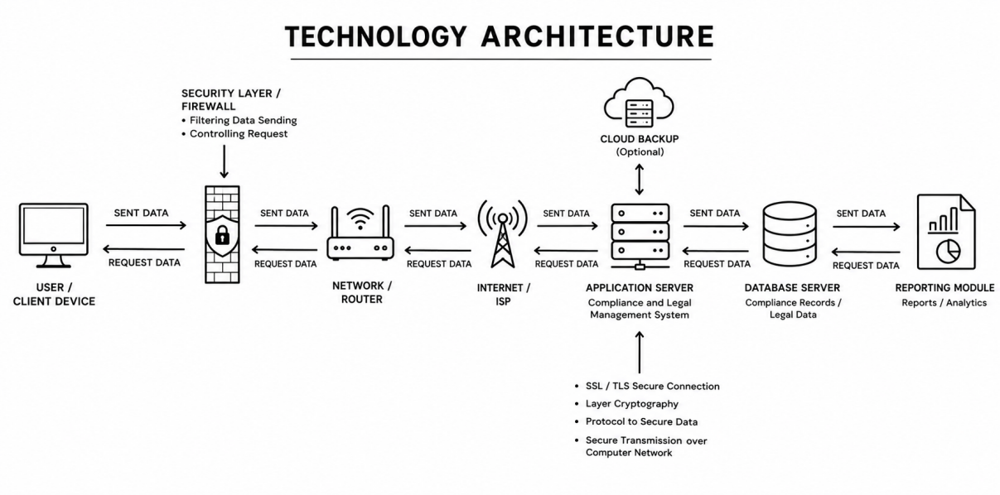 TECHNOLOGY ARCHITECTURE
SECURITY LAYER /
FIREWALL
• Filtering Data Sending
• Controlling Request
CLOUD BACKUP
(Optional)
SENT DATA
SENT DATA
SENT DATA
SENT DATA
SENT DATA
SENT DATA
REQUEST DATA
REQUEST DATA
REQUEST DATA
REQUEST DATA
REQUEST DATA
REQUEST DATA
USER /
CLIENT DEVICE
NETWORK /
ROUTER
INTERNET /
ISP
APPLICATION SERVER
Compliance and Legal
Management System
DATABASE SERVER
Compliance Records /
Legal Data
REPORTING MODULE
Reports / Analytics
• SSL / TLS Secure Connection
• Layer Cryptography
• Protocol to Secure Data
• Secure Transmission over
Computer Network